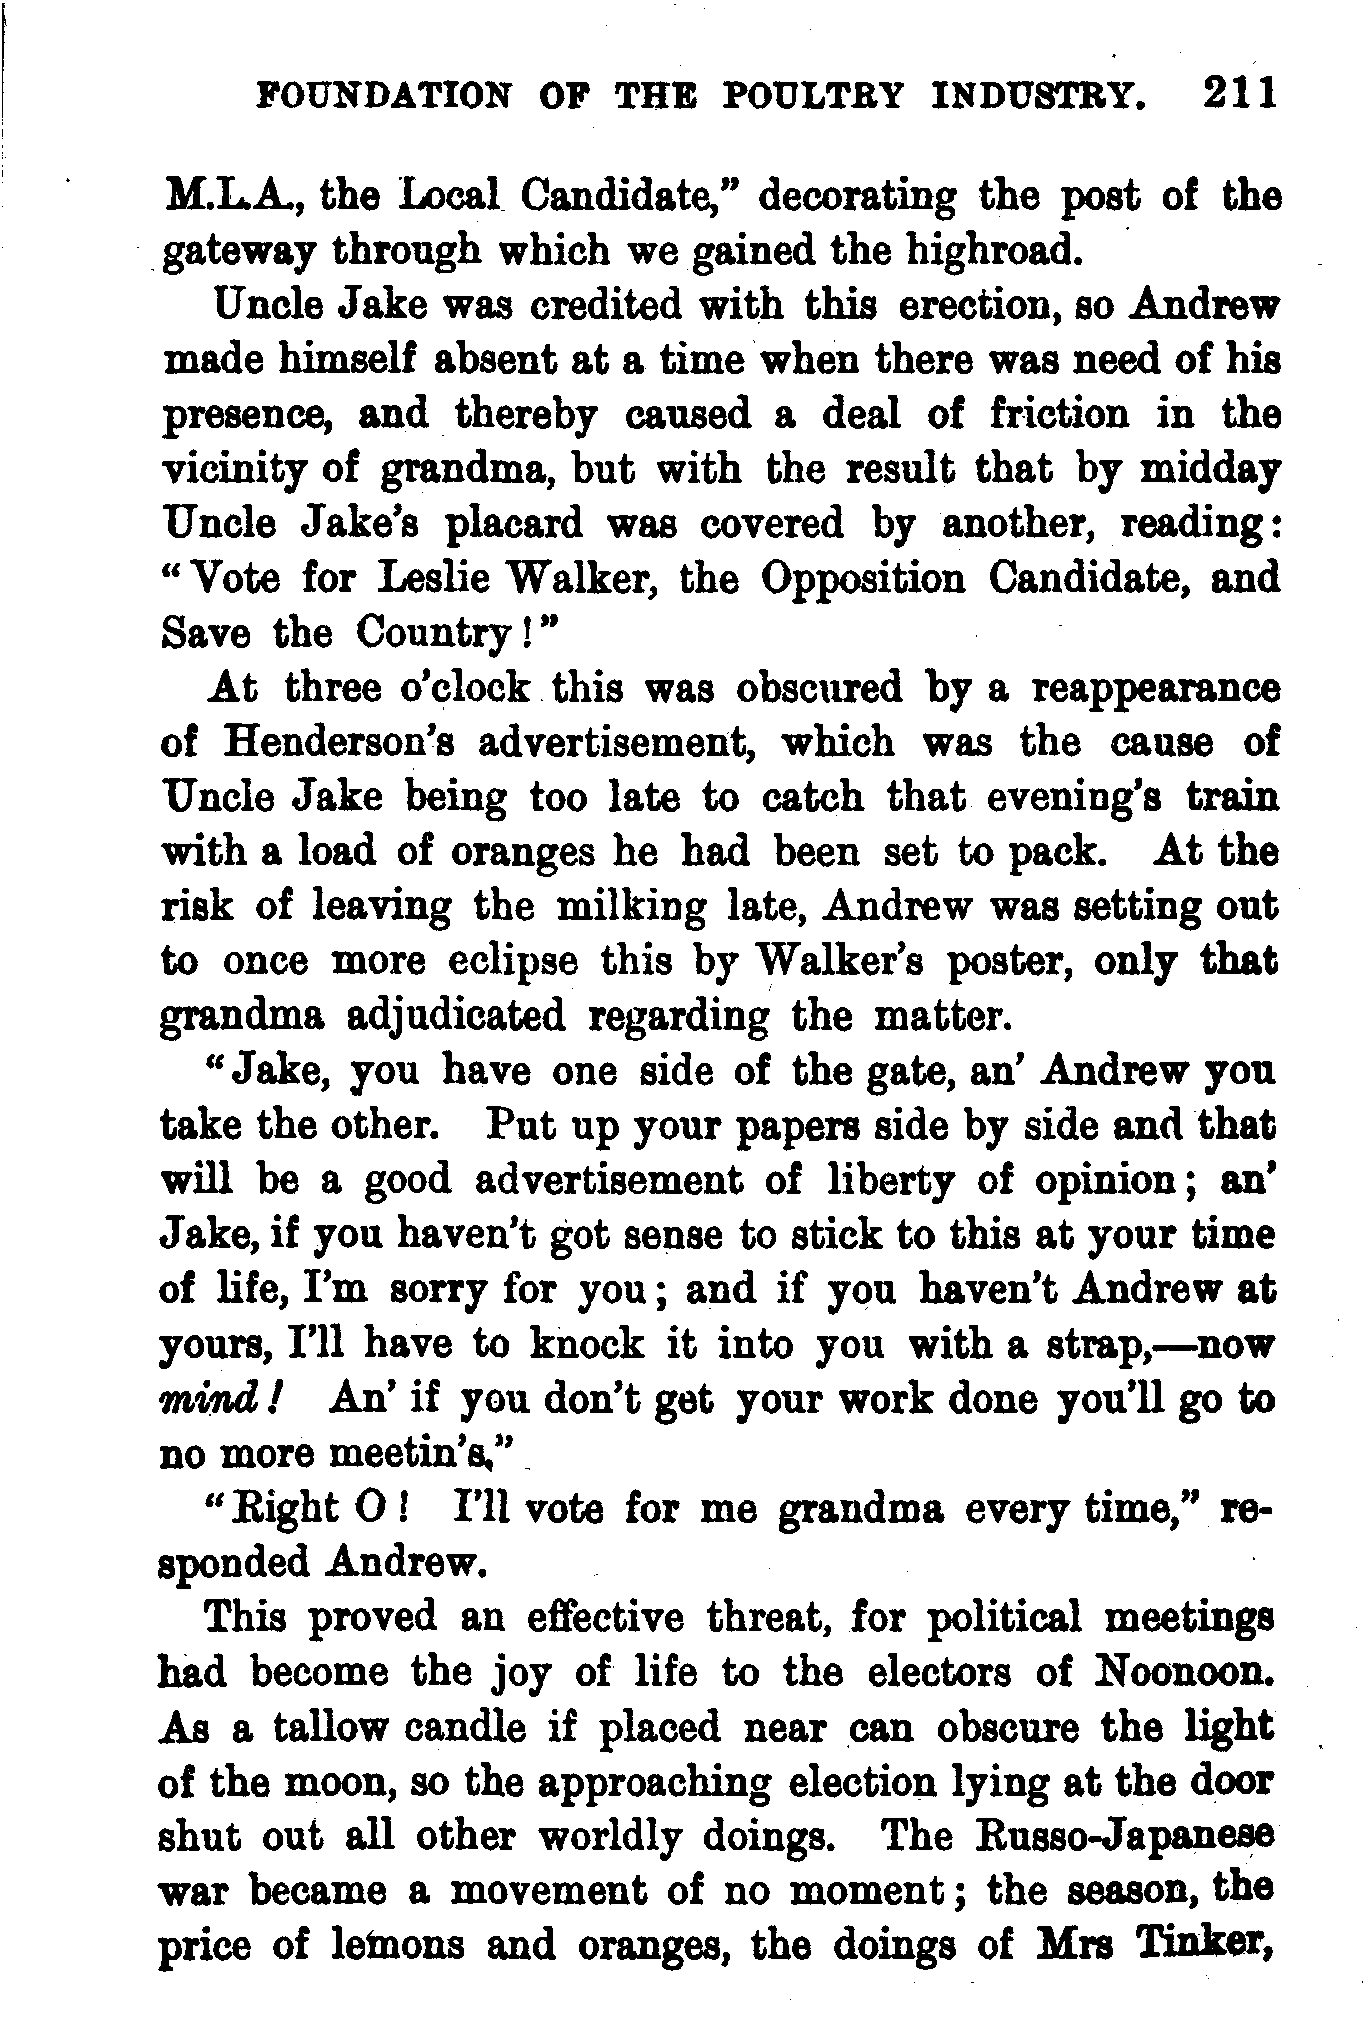 FOUNDATION OF THE POULTRY INDUSTRY. 211
M.L.A., the Local Candidate,” decorating the post of the
gateway through which we gained the highroad.
Uncle Jake was credited with this erection, so Andrew
made himself absent at a time when there was need of his
presence, and thereby caused a deal of friction in the
vicinity of grandma, but with the result that by midday
Uncle Jake’s placard was covered by another, reading:
“Vote for Leslie Walker, the Opposition Candidate, and
Save the Country!”
At three o’clock this was obscured by a reappearance
of Henderson’s advertisement, which was the cause of
Uncle Jake being too late to catch that evening’s train
with a load of oranges he had been set to pack. At the
risk of leaving the milking late, Andrew was setting out
to once more eclipse this by Walker’s poster, only that
grandma adjudicated regarding the matter.
“Jake, you have one side of the gate, an’ Andrew you
take the other. Put up your papers side by side and that
will be a good advertisement of liberty of opinion; an’
Jake, if you haven’t got sense to stick to this at your time
of life, I’m sorry for you; and if you haven’t Andrew at
yours, I’ll have to knock it into you with a strap,—now
mind! An’ if you don’t get your work done you’ll go to
no more meetin’s.”
“Right O! I’ll vote for me grandma every time,” re-
sponded Andrew.
This proved an effective threat, for political meetings
had become the joy of life to the electors of Noonoon.
As a tallow candle if placed near can obscure the light
of the moon, so the approaching election lying at the door
shut out all other worldly doings. The Russo-Japanese
war became a movement of no moment; the season, the
price of lemons and oranges, the doings of Mrs Tinker,